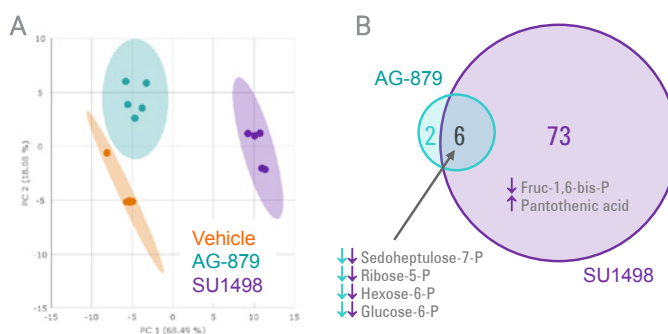 A
15
10
5
0
-5
-10
-15
PC 2 (18.08 %)
-15 -10 -5 0 5 10 15
PC 1 (68.49 %)
Vehicle
AG-879
SU1498
B
AG-879
2 6 73
↓ Fruc-1,6-bis-P
↑ Pantothenic acid
↓↓ Sedoheptulose-7-P
↓↓ Ribose-5-P
↓↓ Hexose-6-P
↓↓ Glucose-6-P
SU1498